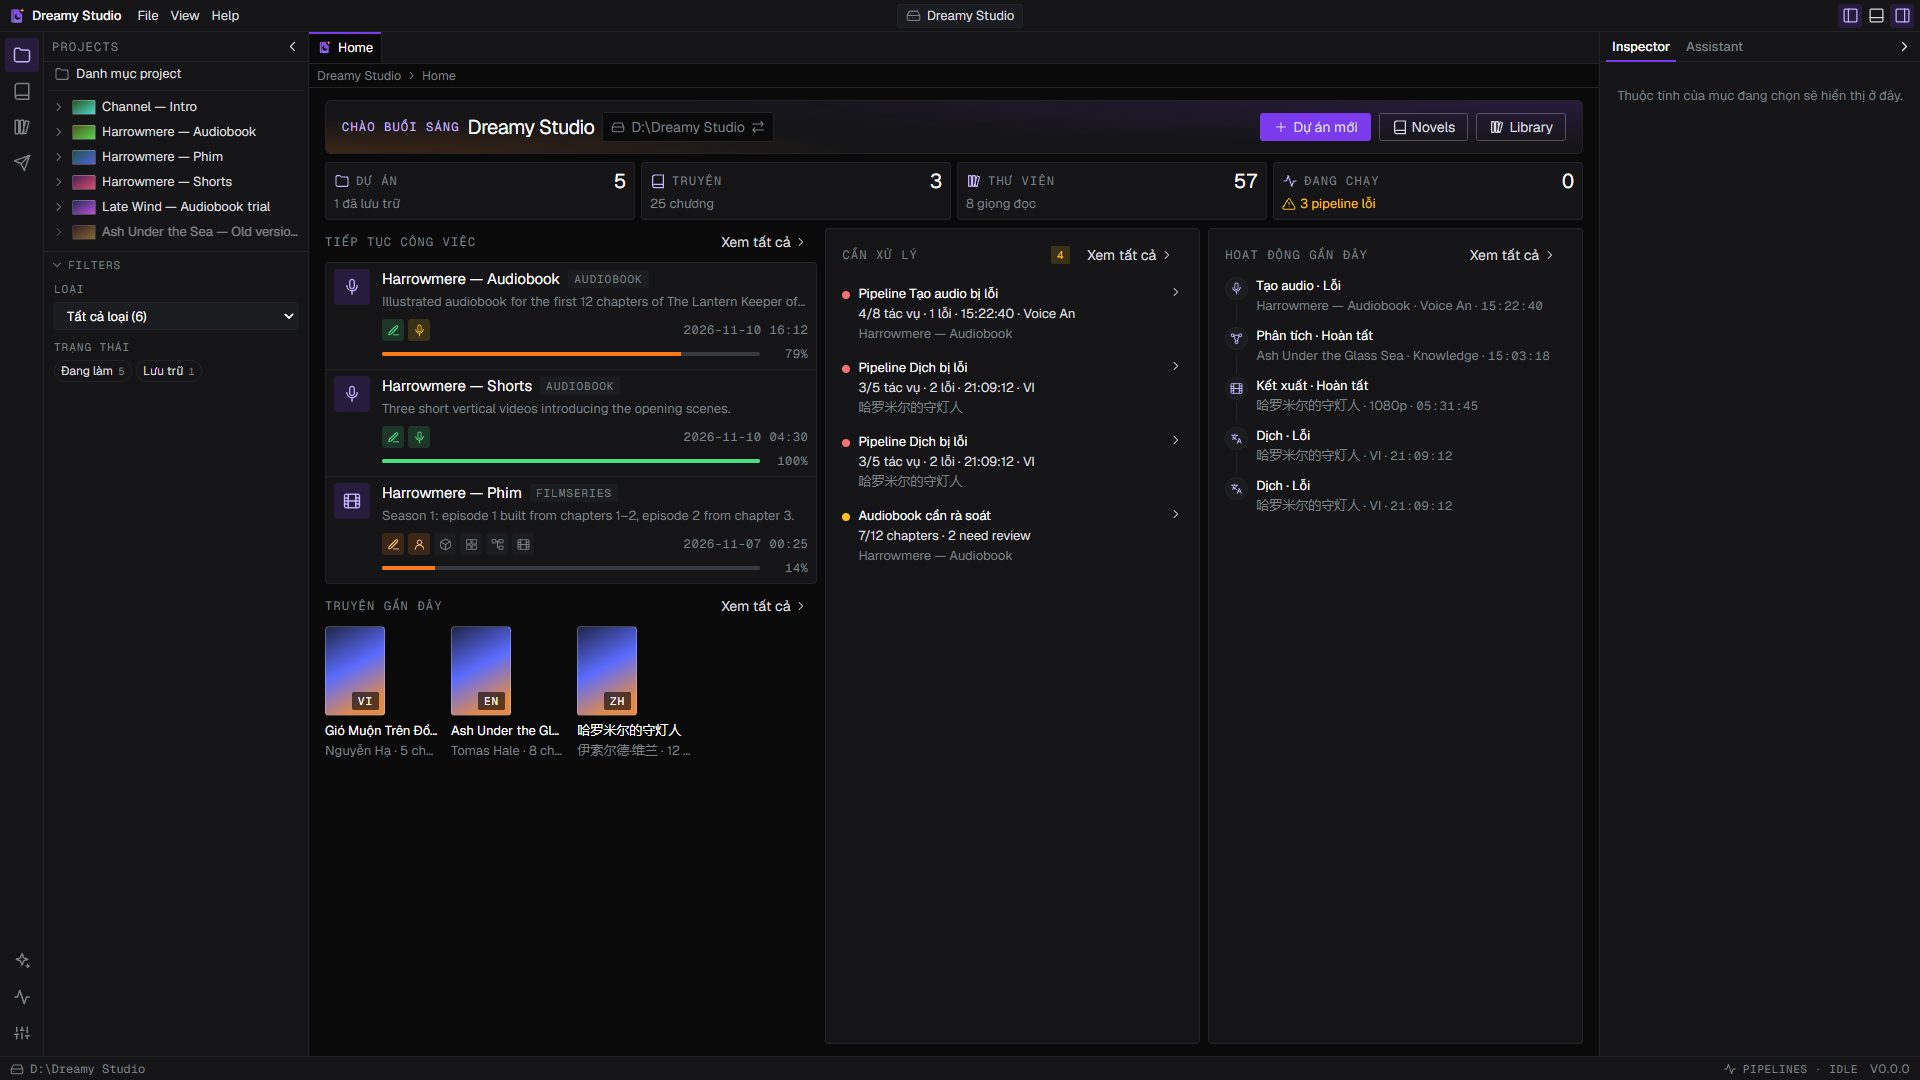 Dreamy Studio File View Help
Dreamy Studio
PROJECTS
Danh mục project
Channel — Intro
Harrowmere — Audiobook
Harrowmere — Phim
Harrowmere — Shorts
Late Wind — Audiobook trial
Ash Under the Sea — Old versio...
FILTERS
LOẠI
Tất cả loại (6)
TRẠNG THÁI
Đang làm 5 Lưu trữ 1
Home
Dreamy Studio > Home
CHÀO BUỔI SÁNG Dreamy Studio D:\Dreamy Studio
+ Dự án mới Novels Library
DỰ ÁN 5
1 đã lưu trữ
TRUYỆN 3
25 chương
THƯ VIỆN 57
8 giọng đọc
ĐANG CHẠY 0
3 pipeline lỗi
TIẾP TỤC CÔNG VIỆC Xem tất cả
Harrowmere — Audiobook AUDIOBOOK
Illustrated audiobook for the first 12 chapters of The Lantern Keeper of...
2026-11-10 16:12
79%
Harrowmere — Shorts AUDIOBOOK
Three short vertical videos introducing the opening scenes.
2026-11-10 04:30
100%
Harrowmere — Phim FILMSERIES
Season 1: episode 1 built from chapters 1–2, episode 2 from chapter 3.
2026-11-07 00:25
14%
TRUYỆN GẦN ĐÂY Xem tất cả
VI
Gió Muộn Trên Đồ...
Nguyễn Hạ · 5 ch...
EN
Ash Under the Gl...
Tomas Hale · 8 ch...
ZH
哈罗米尔的守灯人
伊索尔德·维兰 · 12 ...
CẦN XỬ LÝ 4 Xem tất cả
Pipeline Tạo audio bị lỗi
4/8 tác vụ · 1 lỗi · 15:22:40 · Voice An
Harrowmere — Audiobook
Pipeline Dịch bị lỗi
3/5 tác vụ · 2 lỗi · 21:09:12 · VI
哈罗米尔的守灯人
Pipeline Dịch bị lỗi
3/5 tác vụ · 2 lỗi · 21:09:12 · VI
哈罗米尔的守灯人
Audiobook cần rà soát
7/12 chapters · 2 need review
Harrowmere — Audiobook
HOẠT ĐỘNG GẦN ĐÂY Xem tất cả
Tạo audio · Lỗi
Harrowmere — Audiobook · Voice An · 15:22:40
Phân tích · Hoàn tất
Ash Under the Glass Sea · Knowledge · 15:03:18
Kết xuất · Hoàn tất
哈罗米尔的守灯人 · 1080p · 05:31:45
Dịch · Lỗi
哈罗米尔的守灯人 · VI · 21:09:12
Dịch · Lỗi
哈罗米尔的守灯人 · VI · 21:09:12
Inspector Assistant
Thuộc tính của mục đang chọn sẽ hiển thị ở đây.
D:\Dreamy Studio
PIPELINES · IDLE V0.0.0